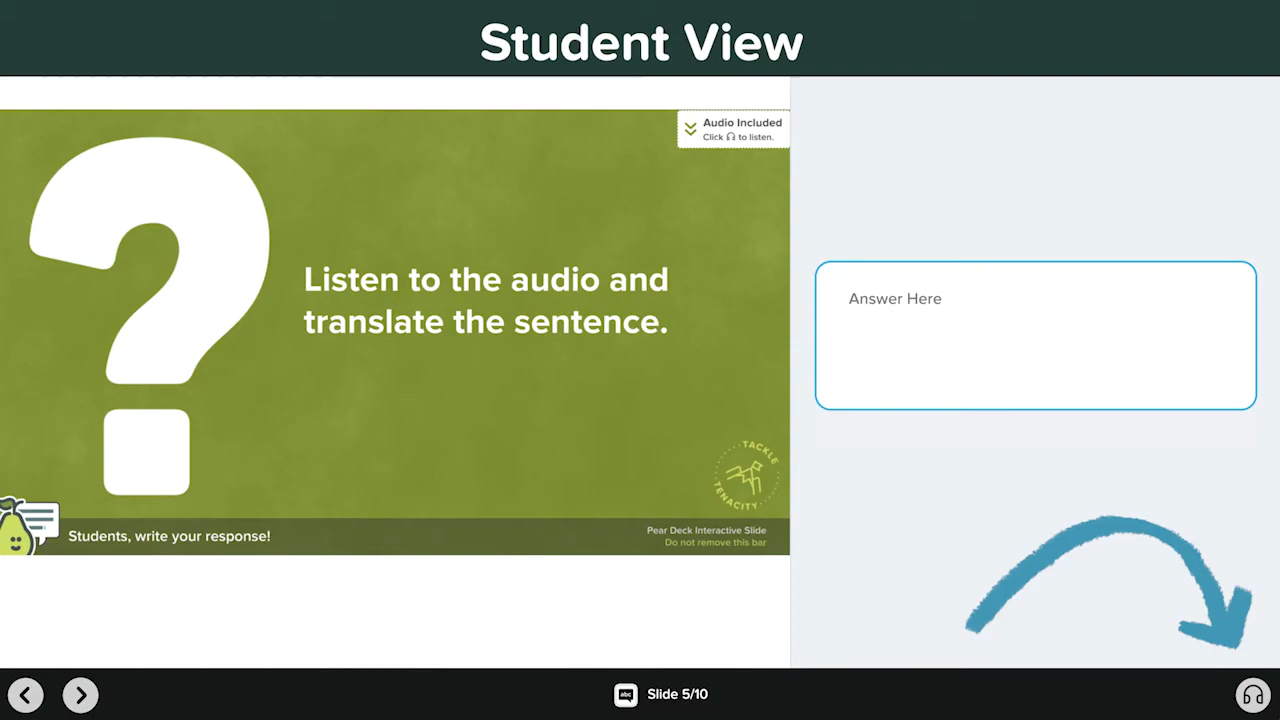 Student View
Audio Included
Click to listen.
Listen to the audio and
translate the sentence.
Answer Here
TACKLE
TENACITY
Students, write your response!
Pear Deck Interactive Slide
Do not remove this bar
abc
Slide 5/10